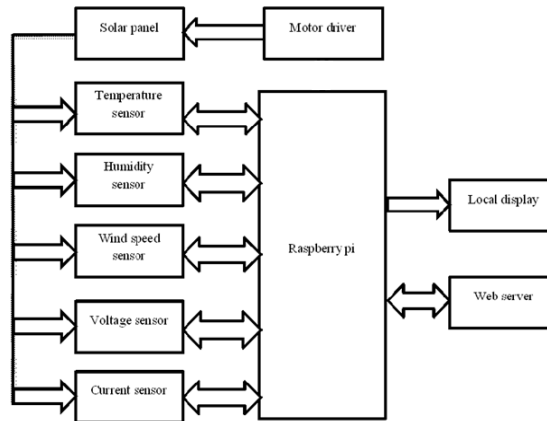 Solar panel
Motor driver
Temperature
sensor
Humidity
sensor
Wind speed
sensor
Voltage sensor
Current sensor
Raspberry pi
Local display
Web server